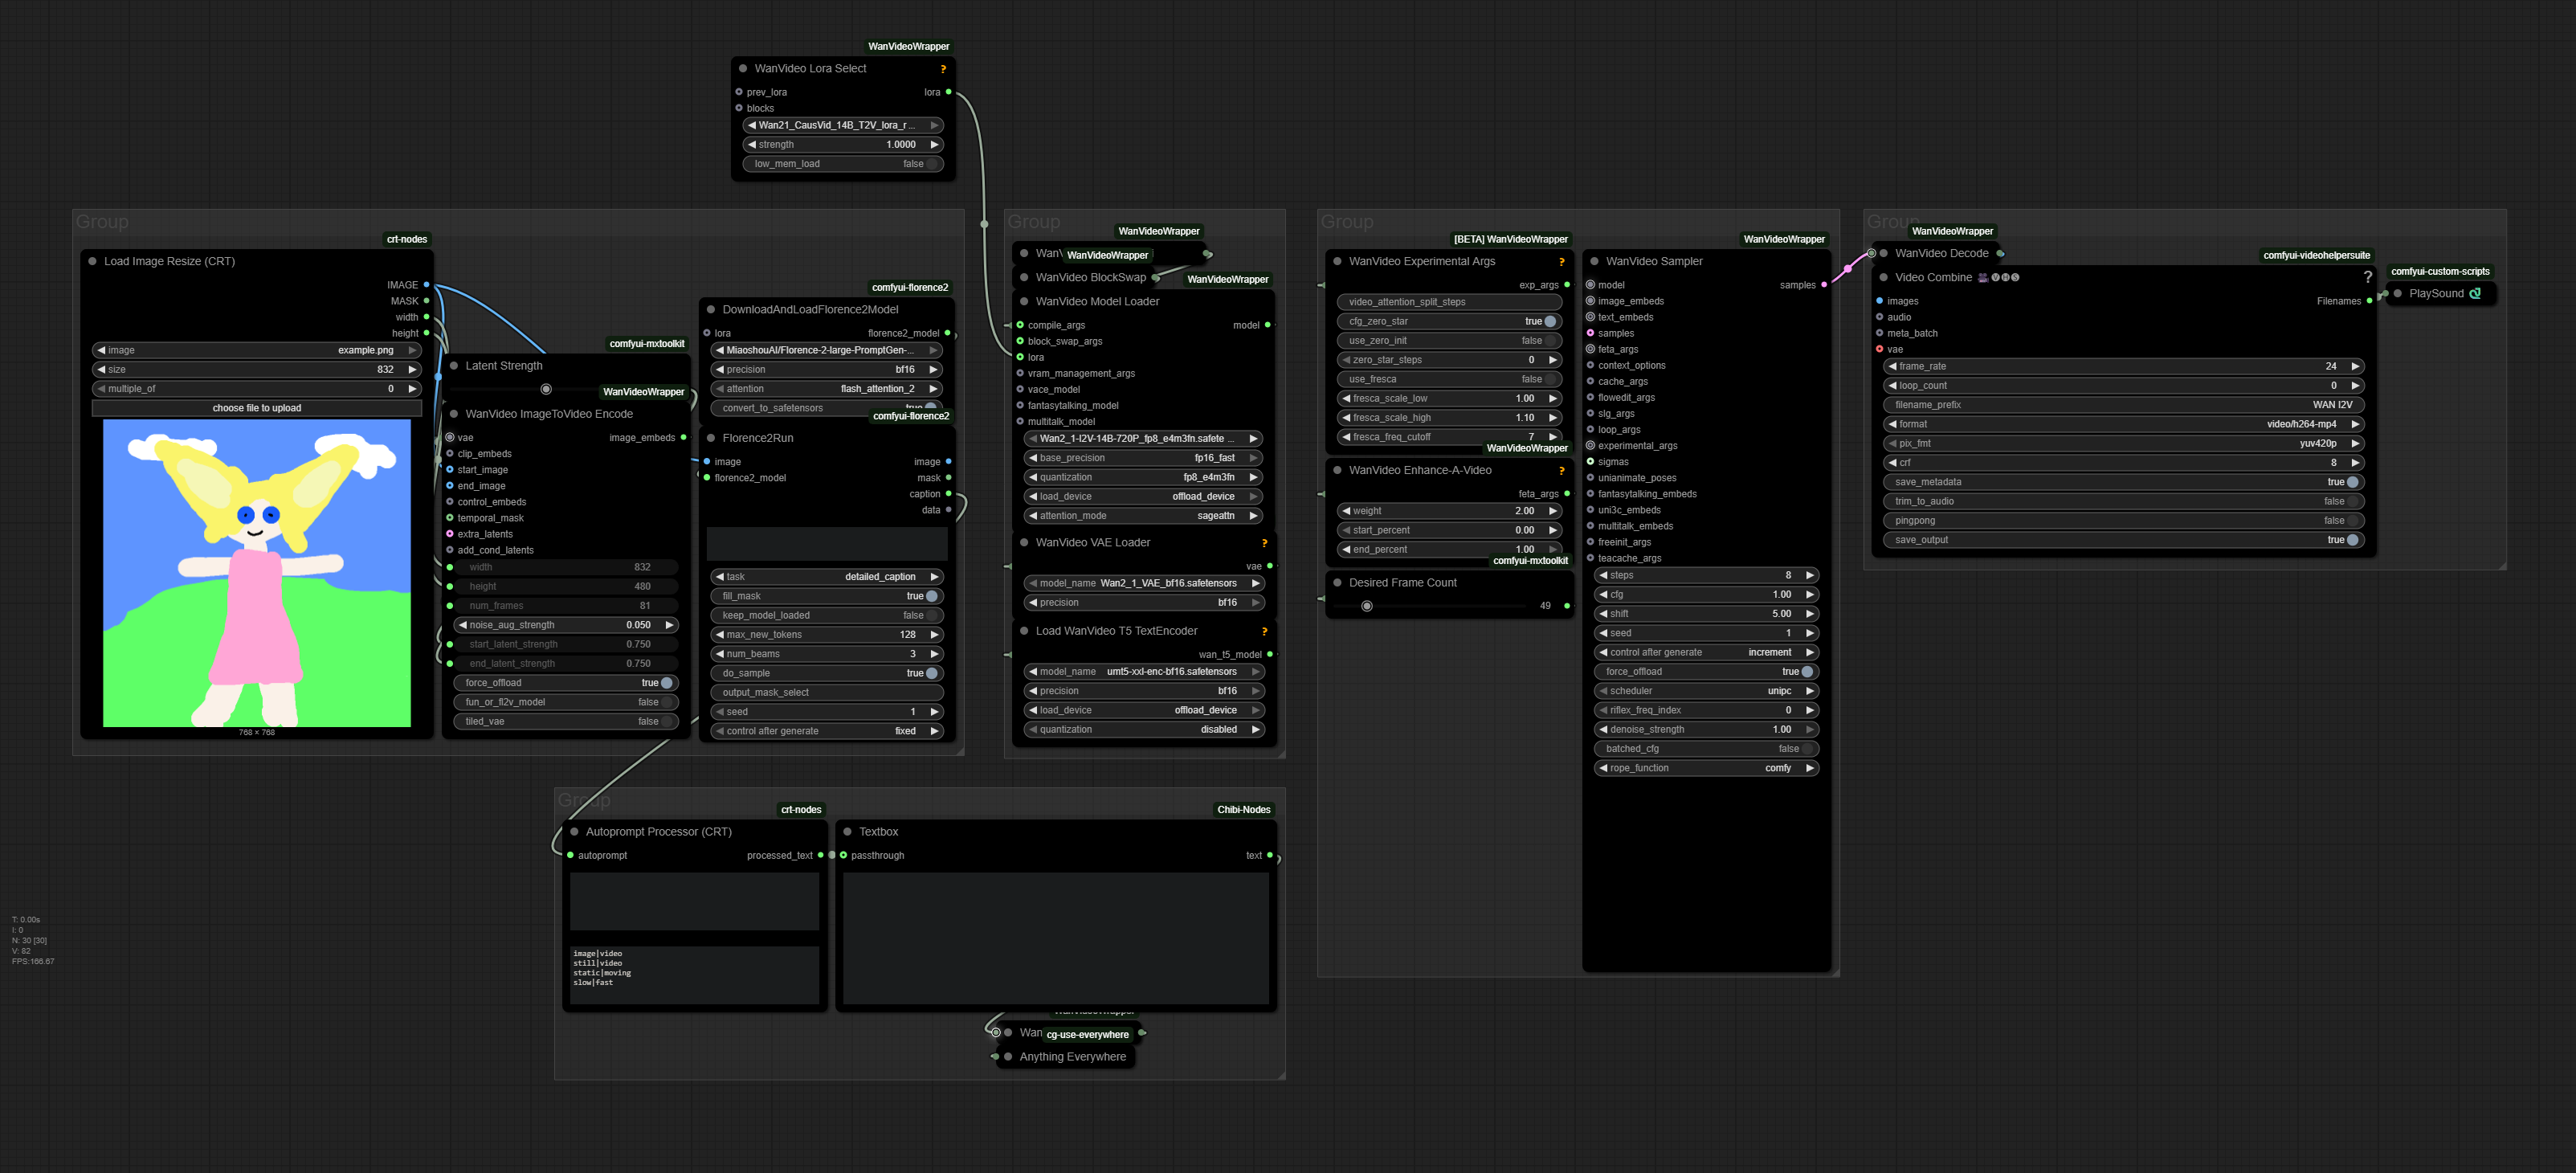 WanVideoWrapper
WanVideo Lora Select ?
prev_lora lora
blocks
Wan21_CausVid_14B_T2V_lora_r ...
strength 1.0000
low_mem_load false
Group
crt-nodes
Load Image Resize (CRT)
IMAGE
MASK
width
height
image example.png
size 832
multiple_of 0
choose file to upload
768 × 768
comfyui-mxtoolkit
Latent Strength
WanVideoWrapper
WanVideo ImageToVideo Encode
vae image_embeds
clip_embeds
start_image
end_image
control_embeds
temporal_mask
extra_latents
add_cond_latents
width 832
height 480
num_frames 81
noise_aug_strength 0.050
start_latent_strength 0.750
end_latent_strength 0.750
force_offload true
fun_or_fl2v_model false
tiled_vae false
comfyui-florence2
DownloadAndLoadFlorence2Model
lora florence2_model
MiaoshouAI/Florence-2-large-PromptGen-...
precision bf16
attention flash_attention_2
convert_to_safetensors true
comfyui-florence2
Florence2Run
image image
florence2_model mask
caption
data
task detailed_caption
fill_mask true
keep_model_loaded false
max_new_tokens 128
num_beams 3
do_sample true
output_mask_select
seed 1
control after generate fixed
Group
WanVideoWrapper
WanVideoWrapper
WanVideo BlockSwap
WanVideoWrapper
WanVideo Model Loader
compile_args model
block_swap_args
lora
vram_management_args
vace_model
fantasytalking_model
multitalk_model
Wan2_1-I2V-14B-720P_fp8_e4m3fn.safete ...
base_precision fp16_fast
quantization fp8_e4m3fn
load_device offload_device
attention_mode sageattn
WanVideo VAE Loader ?
vae
model_name Wan2_1_VAE_bf16.safetensors
precision bf16
Load WanVideo T5 TextEncoder ?
wan_t5_model
model_name umt5-xxl-enc-bf16.safetensors
precision bf16
load_device offload_device
quantization disabled
Group
[BETA] WanVideoWrapper
WanVideo Experimental Args ?
exp_args
video_attention_split_steps
cfg_zero_star true
use_zero_init false
zero_star_steps 0
use_fresca false
fresca_scale_low 1.00
fresca_scale_high 1.10
fresca_freq_cutoff 7
WanVideoWrapper
WanVideo Enhance-A-Video ?
feta_args
weight 2.00
start_percent 0.00
end_percent 1.00
comfyui-mxtoolkit
Desired Frame Count
49
WanVideoWrapper
WanVideo Sampler
model samples
image_embeds
text_embeds
samples
feta_args
context_options
cache_args
flowedit_args
slg_args
loop_args
experimental_args
sigmas
unianimate_poses
fantasytalking_embeds
uni3c_embeds
multitalk_embeds
freeinit_args
teacache_args
steps 8
cfg 1.00
shift 5.00
seed 1
control after generate increment
force_offload true
scheduler unipc
riflex_freq_index 0
denoise_strength 1.00
batched_cfg false
rope_function comfy
Group
WanVideoWrapper
WanVideo Decode
comfyui-videohelpersuite
Video Combine 🎥🅥🅗🅢 ?
images Filenames
audio
meta_batch
vae
frame_rate 24
loop_count 0
filename_prefix WAN I2V
format video/h264-mp4
pix_fmt yuv420p
crf 8
save_metadata true
trim_to_audio false
pingpong false
save_output true
comfyui-custom-scripts
PlaySound
Group
crt-nodes
Autoprompt Processor (CRT)
autoprompt processed_text
image|video
still|video
static|moving
slow|fast
Chibi-Nodes
Textbox
passthrough text
WanVideoWrapper
cg-use-everywhere
Anything Everywhere
T: 0.00s
I: 0
N: 30 [30]
V: 82
FPS:166.67